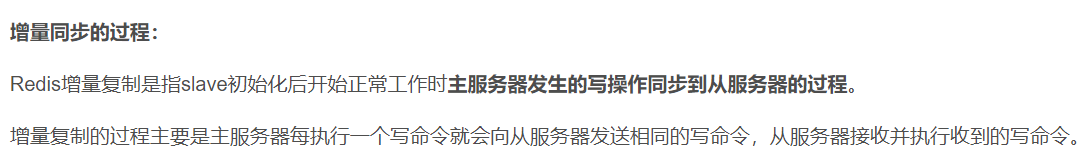 增量同步的过程：
Redis增量复制是指slave初始化后开始正常工作时主服务器发生的写操作同步到从服务器的过程。
增量复制的过程主要是主服务器每执行一个写命令就会向从服务器发送相同的写命令，从服务器接收并执行收到的写命令。